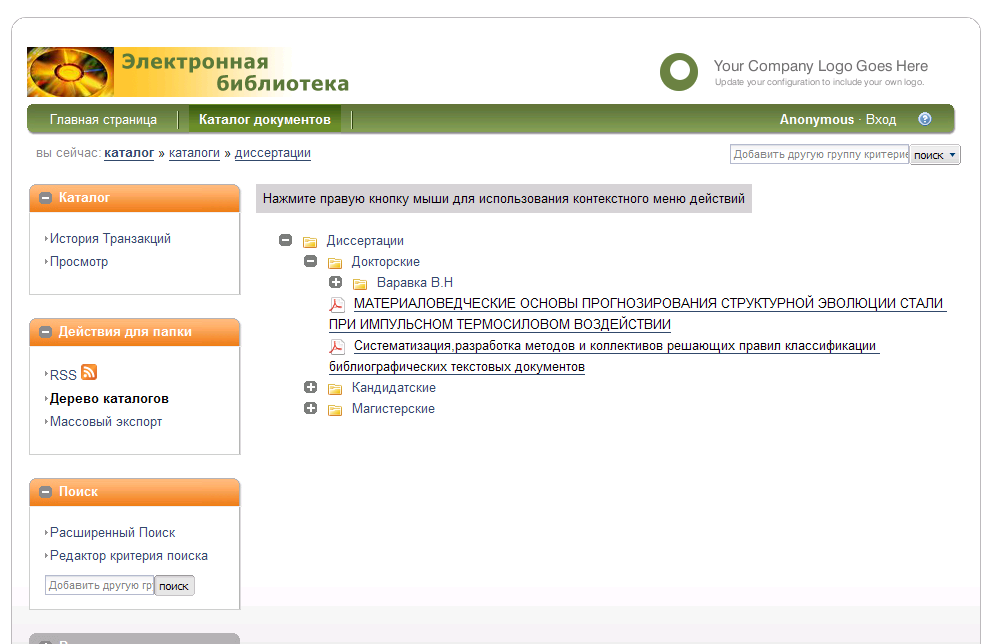 Электронная
библиотека
Your Company Logo Goes Here
Update your configuration to include your own logo.
Главная страница
Каталог документов
Anonymous · Вход
вы сейчас: каталог » каталоги » диссертации
Добавить другую группу критерие
поиск
Каталог
История Транзакций
Просмотр
Действия для папки
RSS
Дерево каталогов
Массовый экспорт
Поиск
Расширенный Поиск
Редактор критерия поиска
Добавить другую гр
поиск
Нажмите правую кнопку мыши для использования контекстного меню действий
Диссертации
Докторские
Варавка В.Н
МАТЕРИАЛОВЕДЧЕСКИЕ ОСНОВЫ ПРОГНОЗИРОВАНИЯ СТРУКТУРНОЙ ЭВОЛЮЦИИ СТАЛИ
ПРИ ИМПУЛЬСНОМ ТЕРМОСИЛОВОМ ВОЗДЕЙСТВИИ
Систематизация,разработка методов и коллективов решающих правил классификации
библиографических текстовых документов
Кандидатские
Магистерские